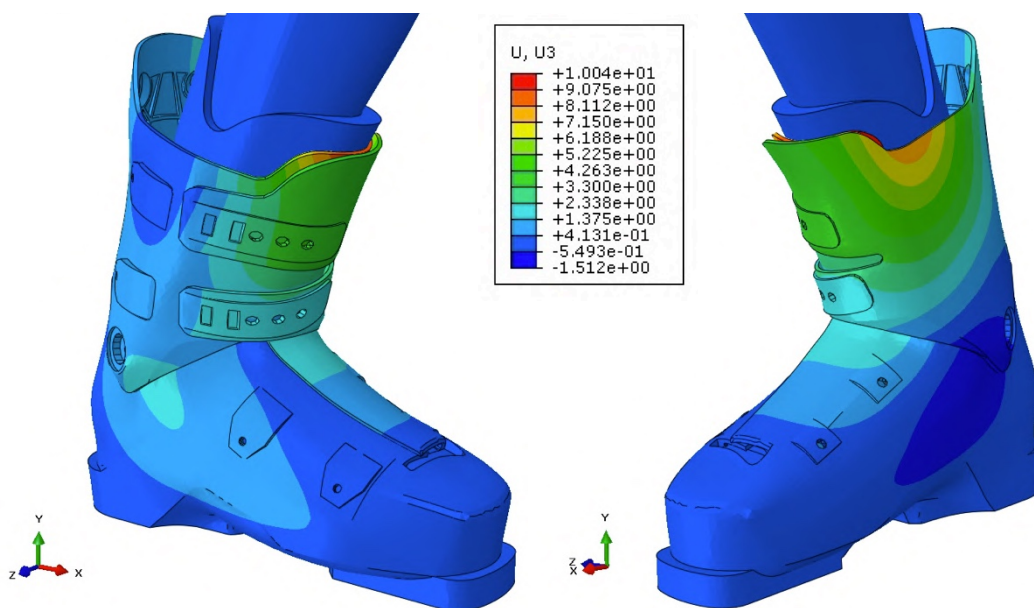 U, U3
+1.004e+01
+9.075e+00
+8.112e+00
+7.150e+00
+6.188e+00
+5.225e+00
+4.263e+00
+3.300e+00
+2.338e+00
+1.375e+00
+4.131e-01
-5.493e-01
-1.512e+00
Y
Z
X
Y
Z
X